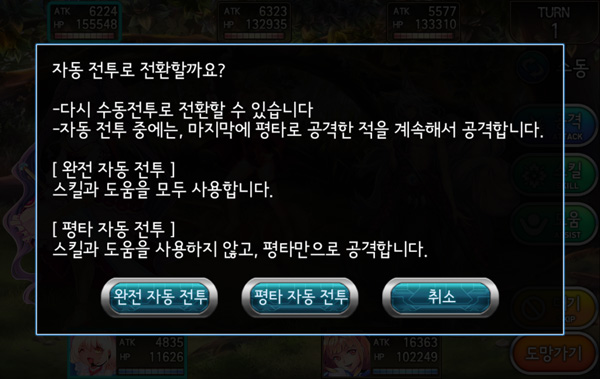 ATK 6224
HP 155548
ATK 6323
HP 132935
ATK 5577
HP 133310
TURN
1
자동 전투로 전환할까요?
-다시 수동전투로 전환할 수 있습니다
-자동 전투 중에는, 마지막에 평타로 공격한 적을 계속해서 공격합니다.
[ 완전 자동 전투 ]
스킬과 도움을 모두 사용합니다.
[ 평타 자동 전투 ]
스킬과 도움을 사용하지 않고, 평타만으로 공격합니다.
완전 자동 전투
평타 자동 전투
취소
수동
ATK 4835
HP 11626
ATK 16363
HP 102249
도망가기